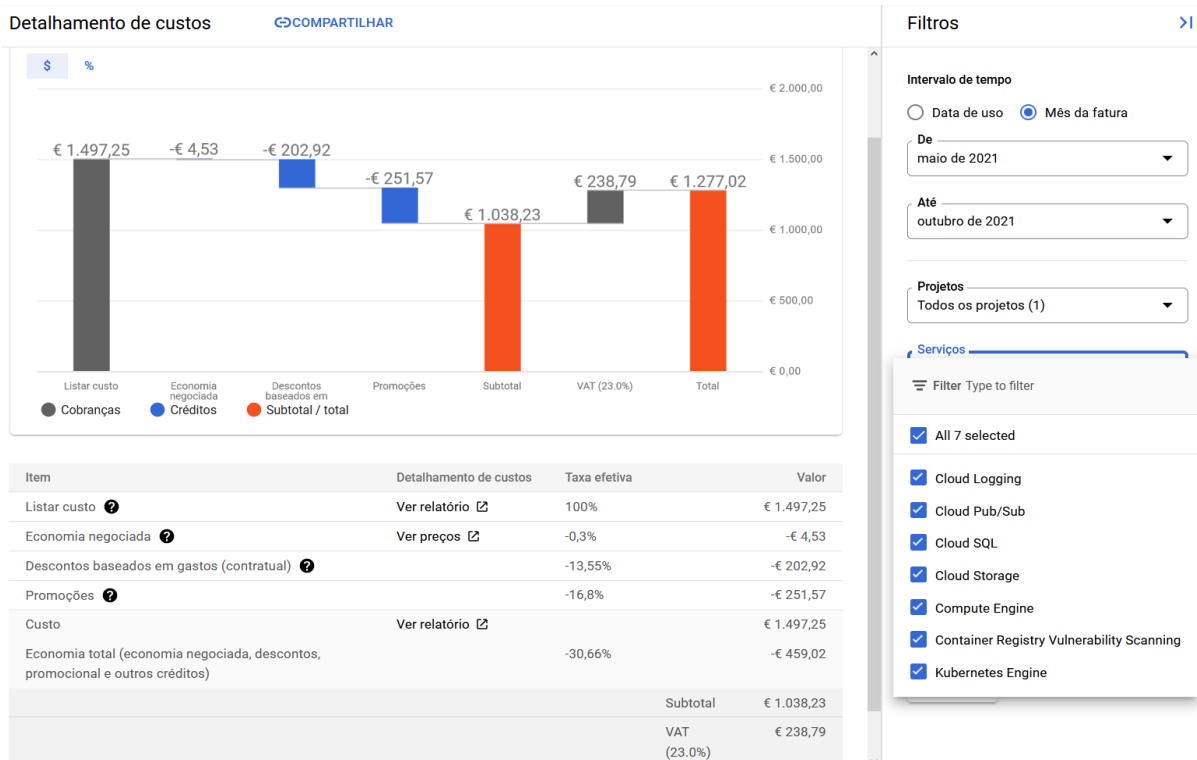 Detalhamento de custos
COMPARTILHAR
$ %
€ 2.000,00
€ 1.500,00
€ 1.000,00
€ 500,00
€ 0,00
€ 1.497,25
-€ 4,53
-€ 202,92
-€ 251,57
€ 1.038,23
€ 238,79
€ 1.277,02
Listar custo
Economia
negociada
Descontos
baseados em
Promoções
Subtotal
VAT (23.0%)
Total
Cobranças Créditos Subtotal / total
Item Detalhamento de custos Taxa efetiva Valor
Listar custo ? Ver relatório 100% € 1.497,25
Economia negociada ? Ver preços -0,3% -€ 4,53
Descontos baseados em gastos (contratual) ? -13,55% -€ 202,92
Promoções ? -16,8% -€ 251,57
Custo Ver relatório € 1.497,25
Economia total (economia negociada, descontos, -30,66% -€ 459,02
promocional e outros créditos)
Subtotal € 1.038,23
VAT € 238,79
(23.0%)
Filtros
Intervalo de tempo
Data de uso Mês da fatura
De
maio de 2021
Até
outubro de 2021
Projetos
Todos os projetos (1)
Serviços
Filter Type to filter
All 7 selected
Cloud Logging
Cloud Pub/Sub
Cloud SQL
Cloud Storage
Compute Engine
Container Registry Vulnerability Scanning
Kubernetes Engine